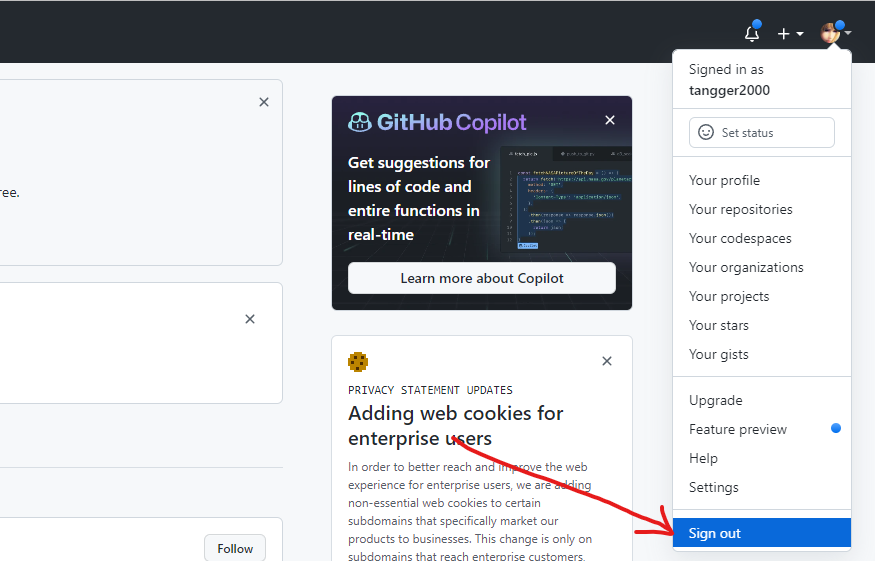 Signed in as
tangger2000
Set status
Your profile
Your repositories
Your codespaces
Your organizations
Your projects
Your stars
Your gists
Upgrade
Feature preview
Help
Settings
Sign out
ree.
GitHub Copilot
Get suggestions for
lines of code and
entire functions in
real-time
Learn more about Copilot
PRIVACY STATEMENT UPDATES
Adding web cookies for
enterprise users
In order to better reach and improve the web
experience for enterprise users, we are adding
non-essential web cookies to certain
subdomains that specifically market our
products to businesses. This change is only on
subdomains that reach enterprise customers,
Follow